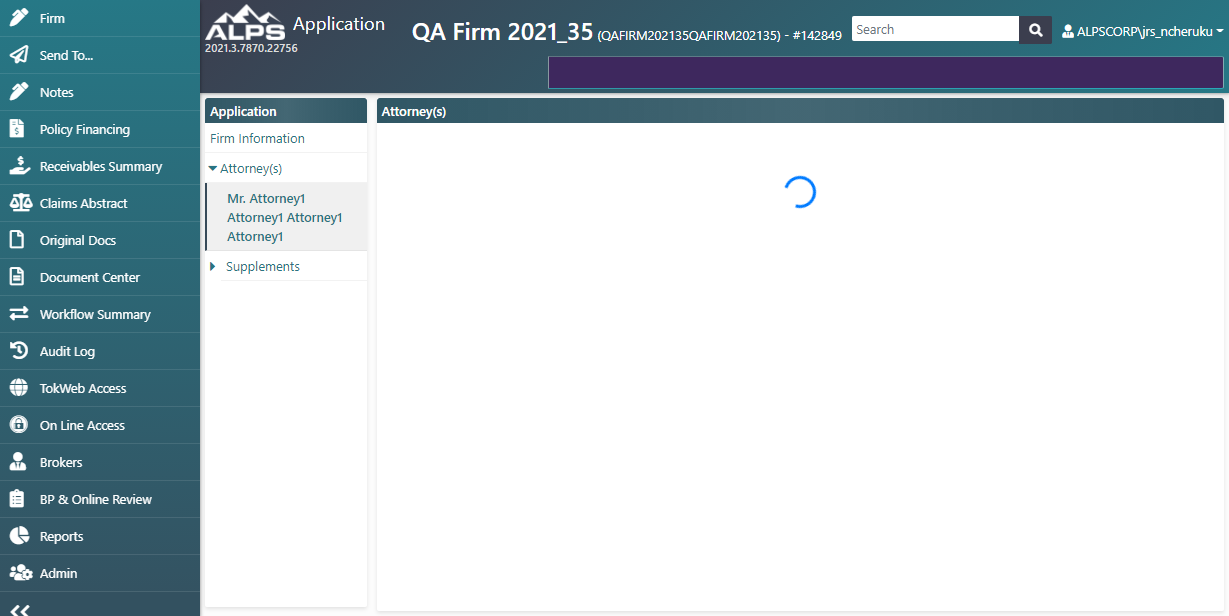 Firm
Send To...
Notes
Policy Financing
Receivables Summary
Claims Abstract
Original Docs
Document Center
Workflow Summary
Audit Log
TokWeb Access
On Line Access
Brokers
BP & Online Review
Reports
Admin
ALPS
2021.3.7870.22756
Application
QA Firm 2021_35 (QAFIRM202135QAFIRM202135) - #142849
Search
ALPSCORP\jrs_ncheruku
Application
Firm Information
Attorney(s)
Mr. Attorney1
Attorney1 Attorney1
Attorney1
Supplements
Attorney(s)